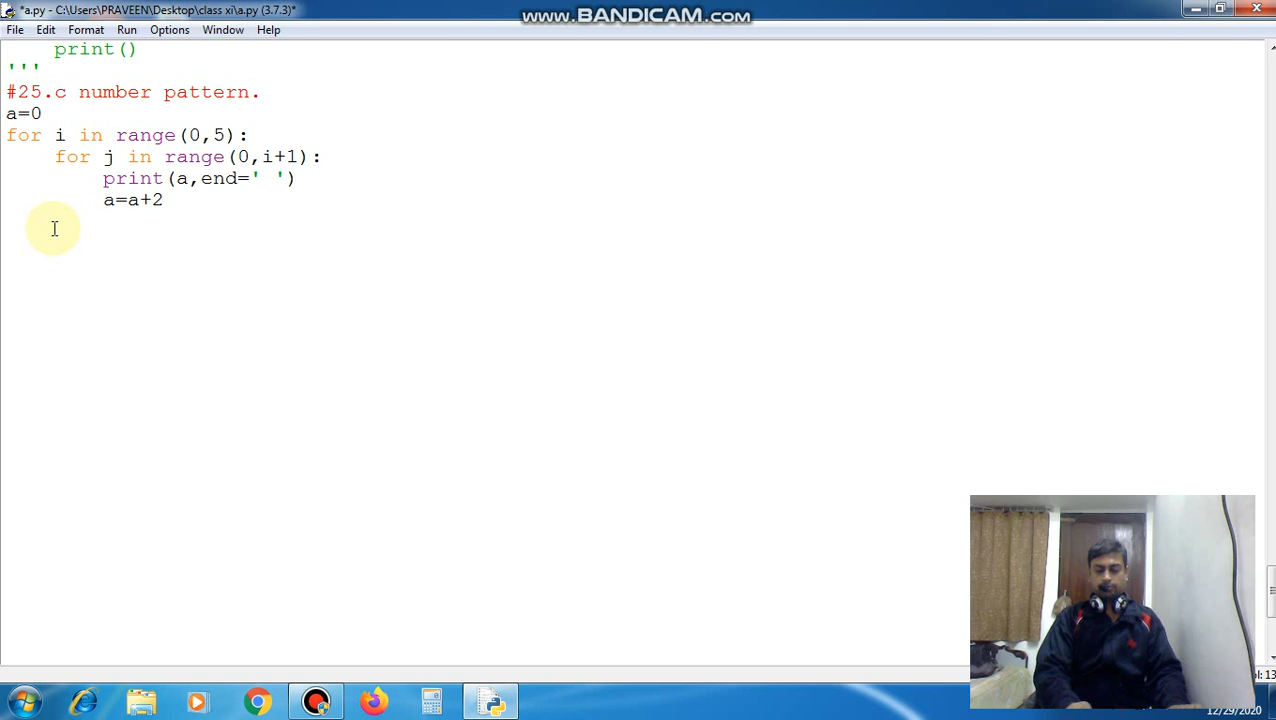 *a.py - C:\Users\PRAVEEN\Desktop\class xi\a.py (3.7.3)*
www.BANDICAM.com
File Edit Format Run Options Window Help
    print()
'''
#25.c number pattern.
a=0
for i in range(0,5):
    for j in range(0,i+1):
        print(a,end=' ')
        a=a+2
ol: 13
12/29/2020